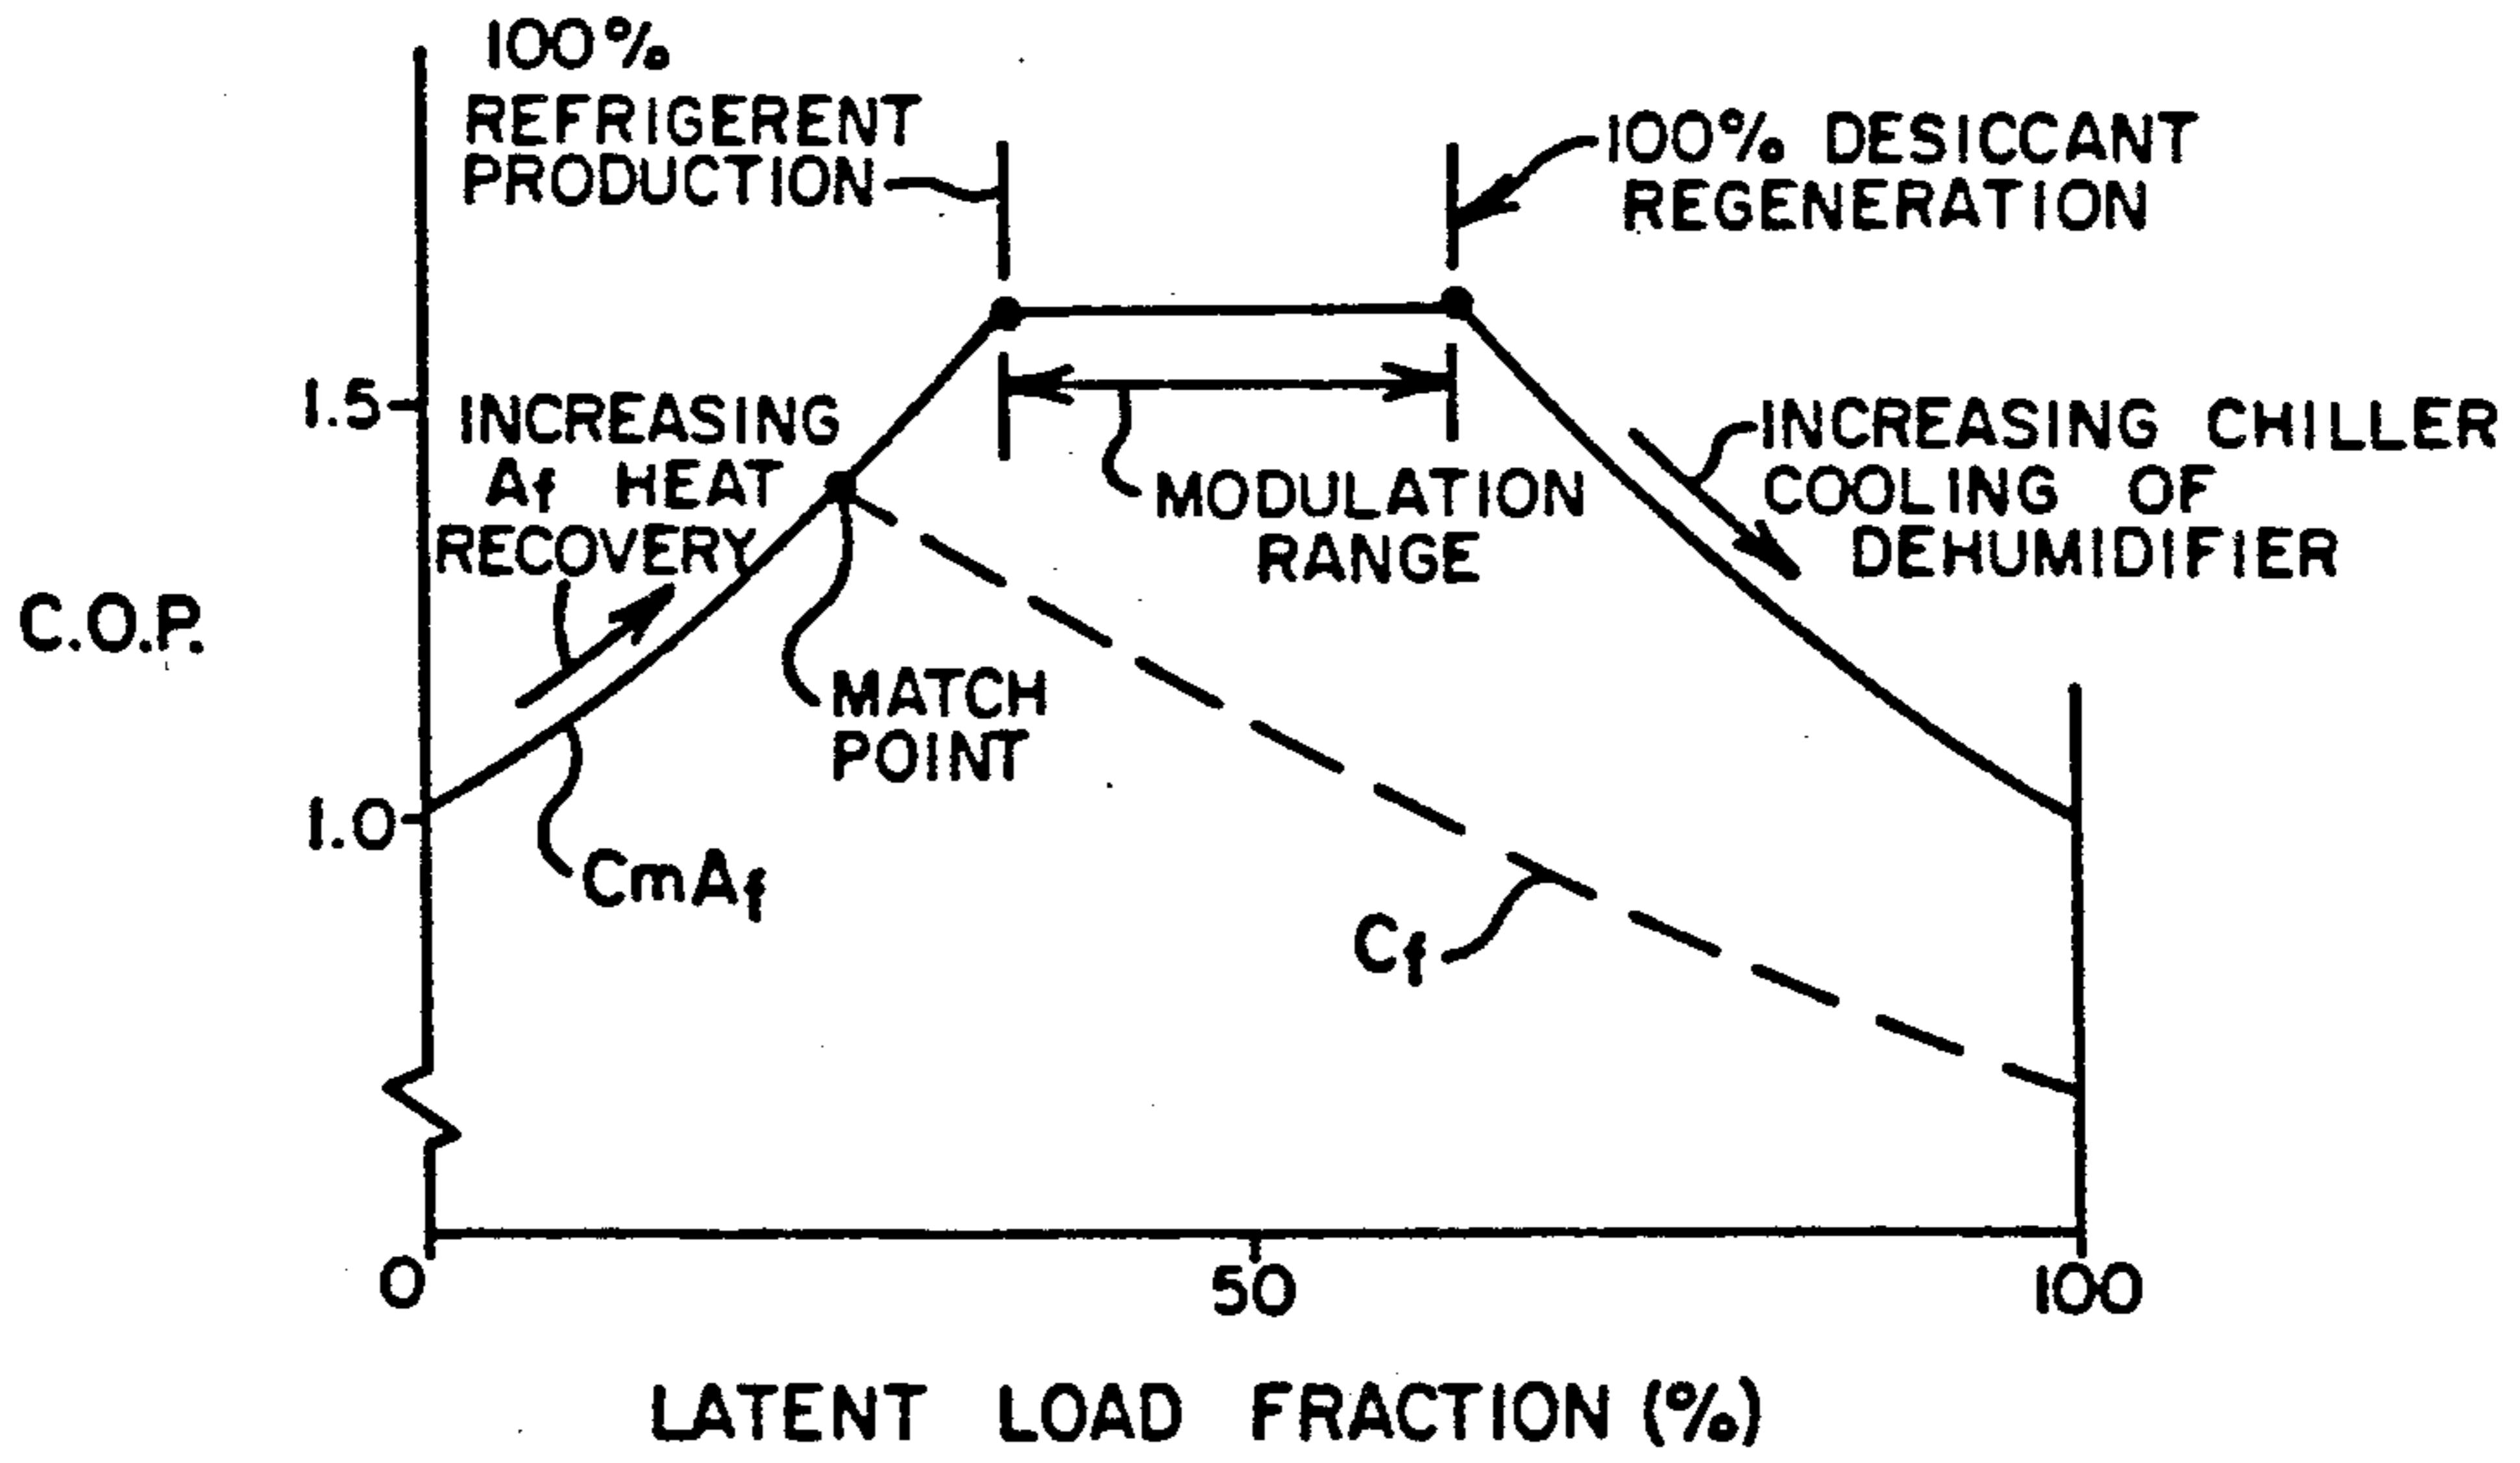 100%
REFRIGERENT
PRODUCTION
100% DESICCANT
REGENERATION
1.5
INCREASING
Af HEAT
RECOVERY
MODULATION
RANGE
INCREASING CHILLER
COOLING OF
DEHUMIDIFIER
C.O.P.
MATCH
POINT
1.0
CmAf
Cf
0
50
100
LATENT LOAD FRACTION (%)